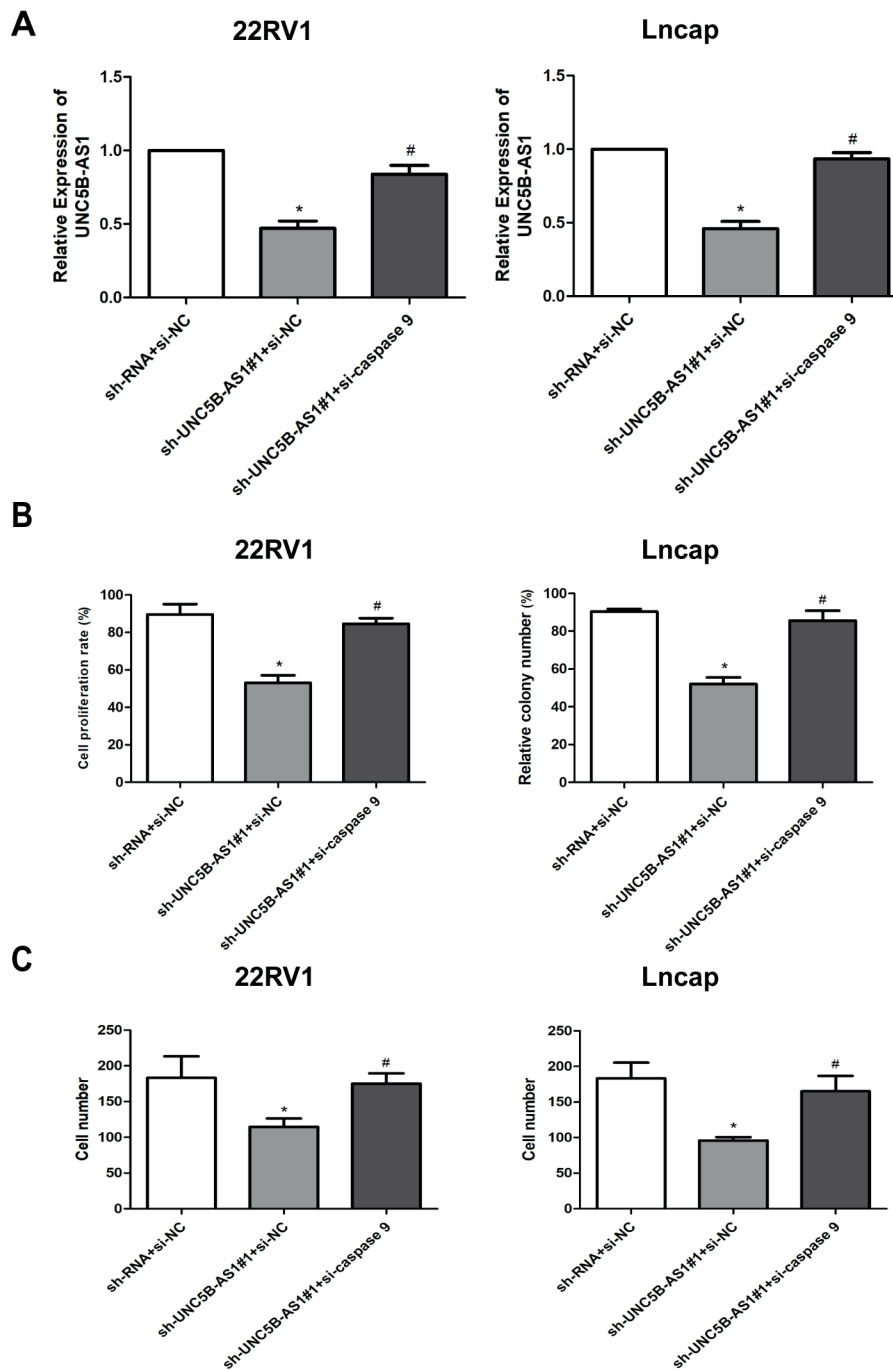 A
22RV1
Lncap
Relative Expression of
UNC5B-AS1
1.5
1.0
0.5
0.0
*
#
sh-RNA+si-NC
sh-UNC5B-AS1#1+si-NC
sh-UNC5B-AS1#1+si-caspase 9
Relative Expression of
UNC5B-AS1
1.5
1.0
0.5
0.0
*
#
sh-RNA+si-NC
sh-UNC5B-AS1#1+si-NC
sh-UNC5B-AS1#1+si-caspase 9
B
22RV1
Lncap
Cell proliferation rate (%)
100
80
60
40
20
0
*
#
sh-RNA+si-NC
sh-UNC5B-AS1#1+si-NC
sh-UNC5B-AS1#1+si-caspase 9
Relative colony number (%)
100
80
60
40
20
0
*
#
sh-RNA+si-NC
sh-UNC5B-AS1#1+si-NC
sh-UNC5B-AS1#1+si-caspase 9
C
22RV1
Lncap
Cell number
250
200
150
100
50
0
*
#
sh-RNA+si-NC
sh-UNC5B-AS1#1+si-NC
sh-UNC5B-AS1#1+si-caspase 9
Cell number
250
200
150
100
50
0
*
#
sh-RNA+si-NC
sh-UNC5B-AS1#1+si-NC
sh-UNC5B-AS1#1+si-caspase 9